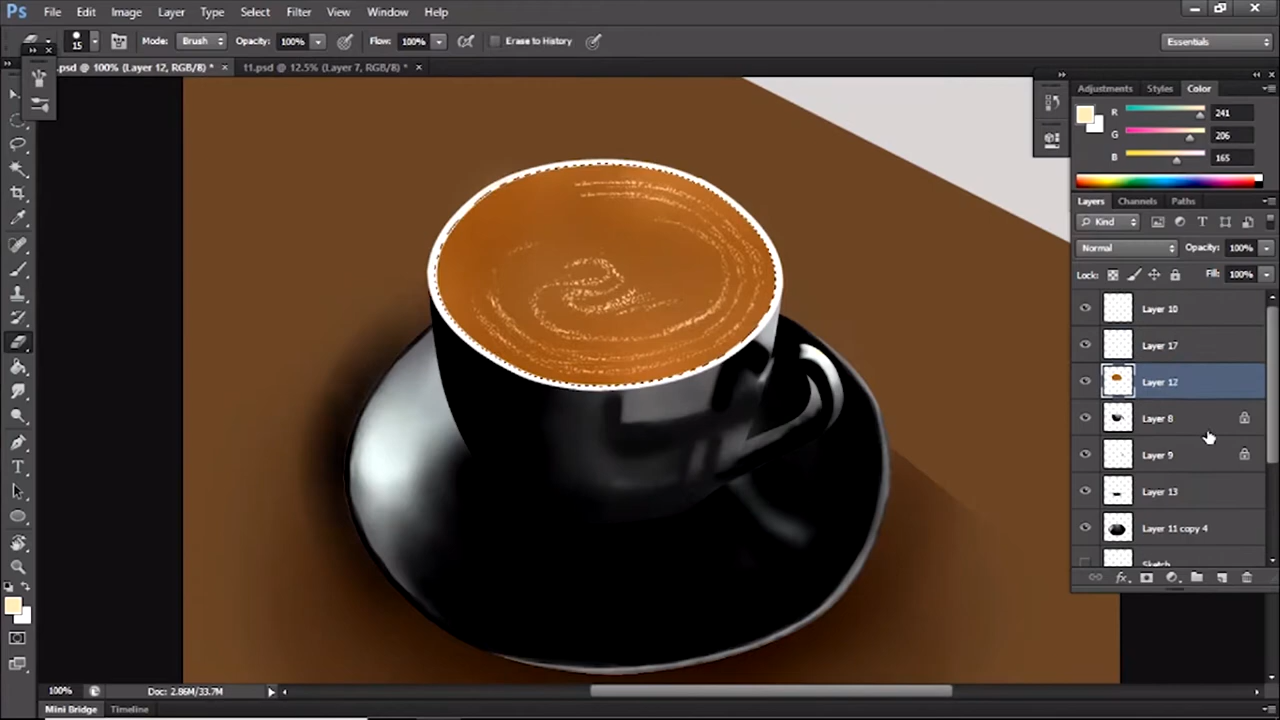 Ps File Edit Image Layer Type Select Filter View Window Help
15 Mode: Brush Opacity: 100% Flow: 100% Erase to History Essentials
.psd @ 100% (Layer 12, RGB/8) * × t1.psd @ 12.5% (Layer 7, RGB/8) * ×
Adjustments Styles Color
R 241
G 206
B 165
Layers Channels Paths
Kind
Normal Opacity: 100%
Lock: Fill: 100%
Layer 10
Layer 17
Layer 12
Layer 8
Layer 9
Layer 13
Layer 11 copy 4
Sketch
fx
100% Doc: 2.86M/33.7M
Mini Bridge Timeline